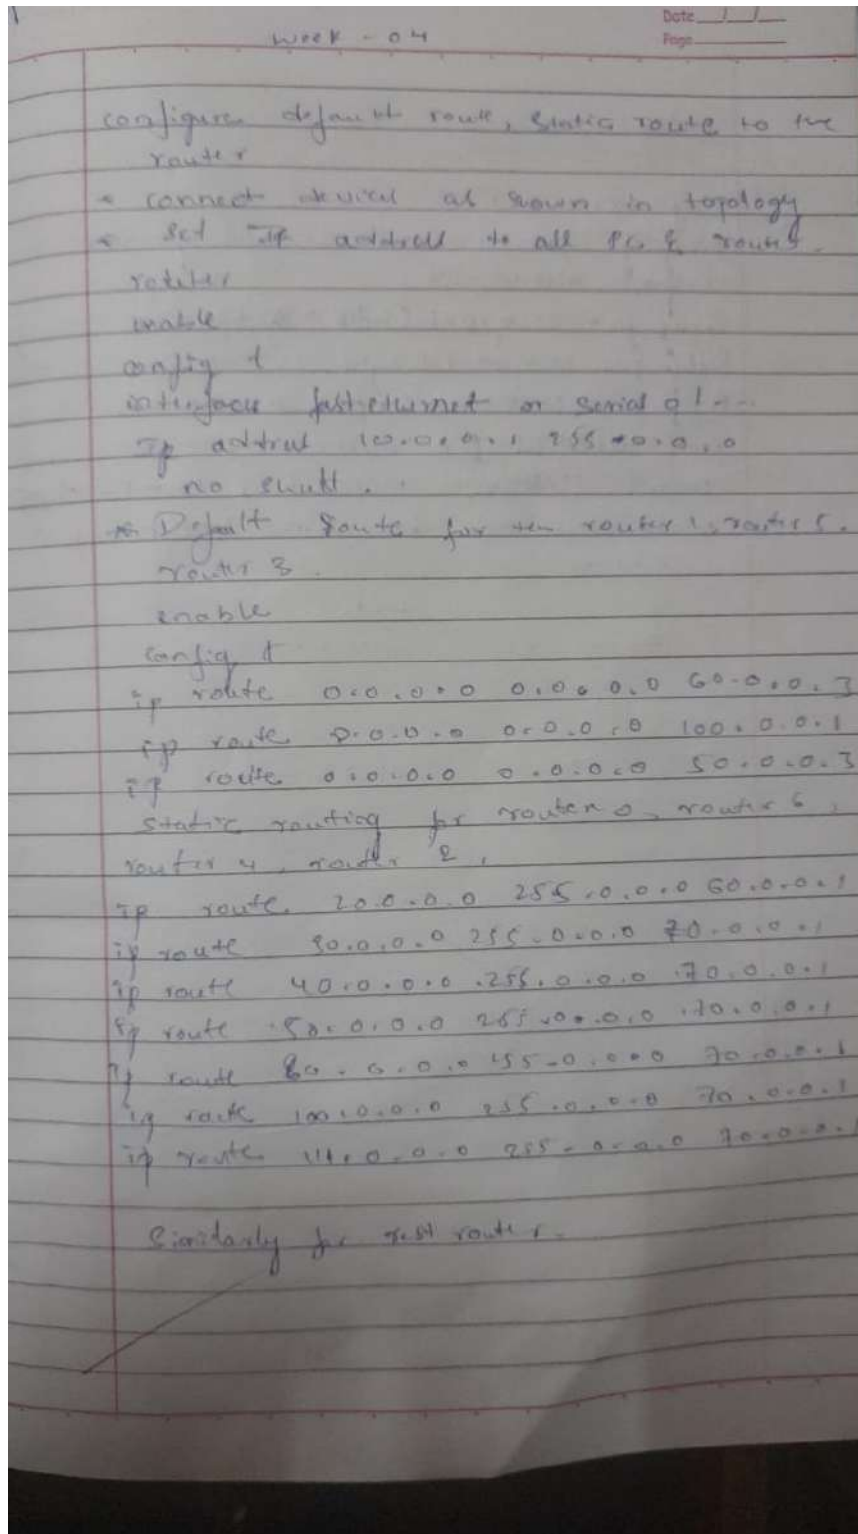 Date / /
Page
Week - 04
configure default route, static route to the
router
* connect devices as shown in topology
* Set Ip address to all Pc & routers.
router
enable
config t
interface fastethernet or serial 0/---
Ip address 10.0.0.1 255.0.0.0
no shutt.
* Default Route for the router 1, router 5.
router 3.
enable
config t
ip route 0.0.0.0 0.0.0.0 60.0.0.3
ip route 0.0.0.0 0.0.0.0 100.0.0.1
ip route 0.0.0.0 0.0.0.0 50.0.0.3
static routing for router 0, router 6,
router 4, router 2,
ip route 20.0.0.0 255.0.0.0 60.0.0.1
ip route 30.0.0.0 255.0.0.0 70.0.0.1
ip route 40.0.0.0 .255.0.0.0 .70.0.0.1
ip route 50.0.0.0 255.0.0.0 .70.0.0.1
ip route 80.0.0.0 255.0.0.0 70.0.0.1
ip route 100.0.0.0 255.0.0.0 70.0.0.1
ip route 111.0.0.0 255.0.0.0 70.0.0.1
Similarly for rest router.